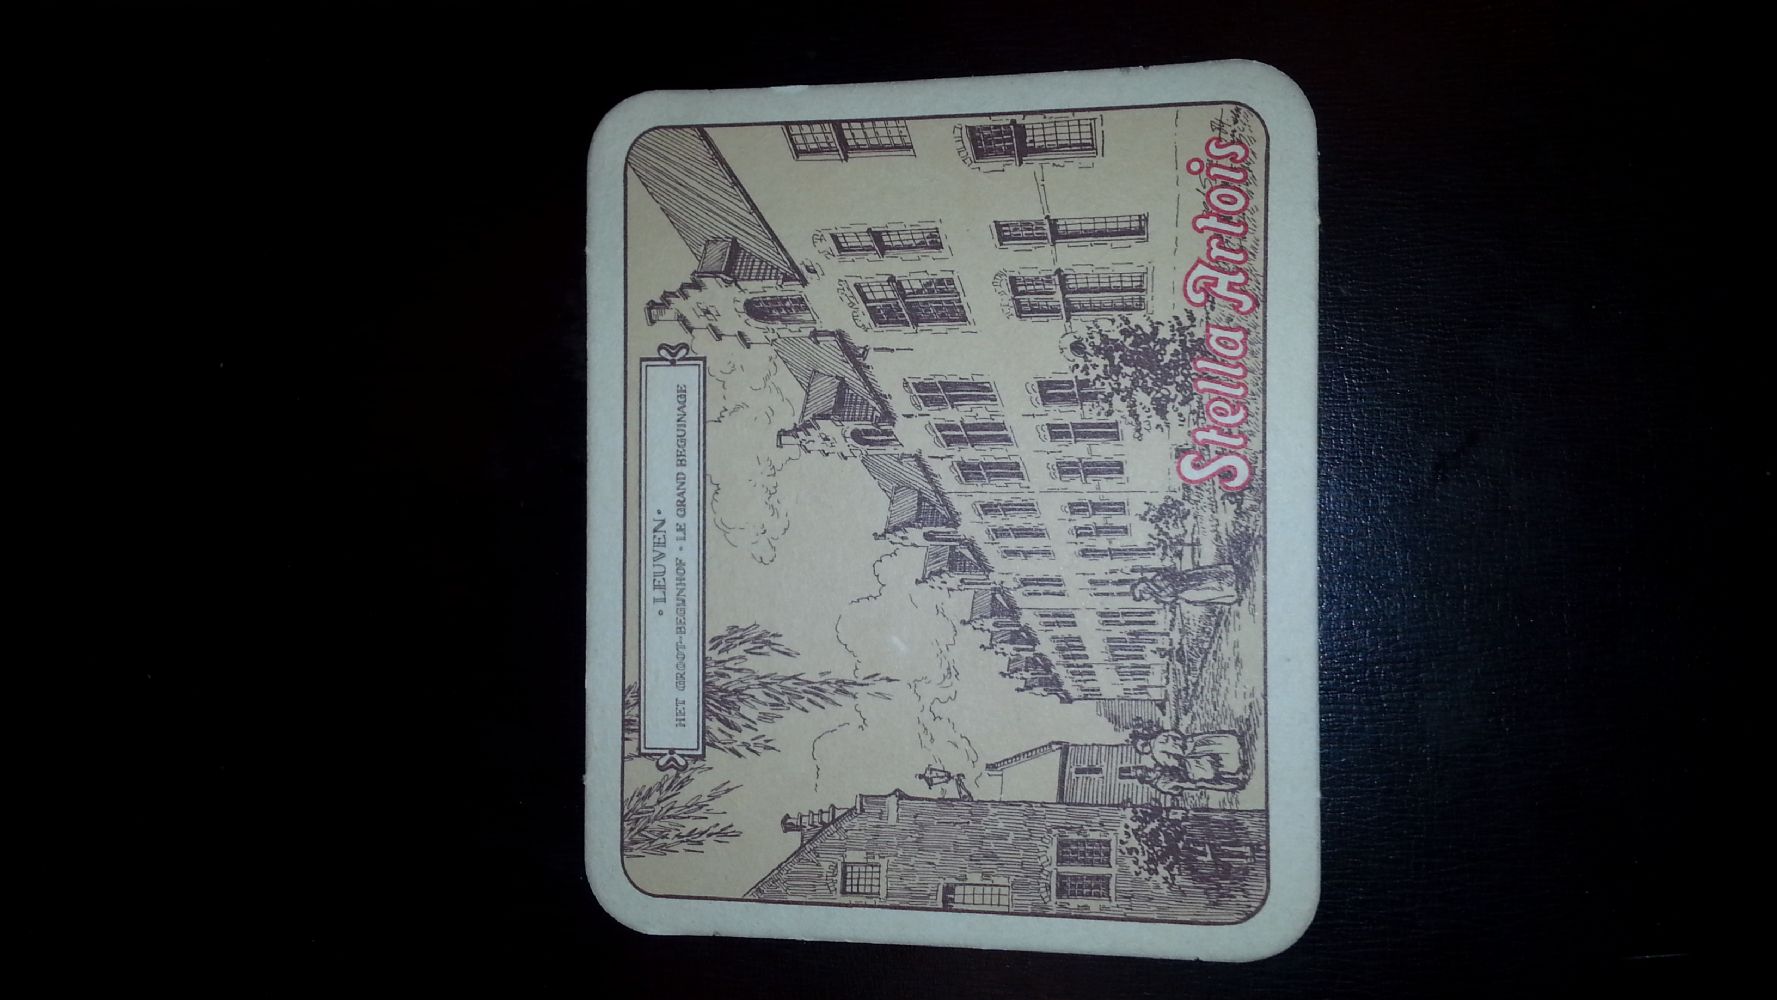 • LEUVEN •
HET GROOT-BEGIJNHOF • LE GRAND BEGUINAGE
Stella Artois